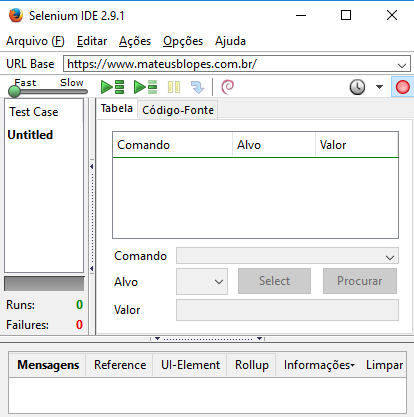 Selenium IDE 2.9.1
Arquivo (F) Editar Ações Opções Ajuda
URL Base https://www.mateusblopes.com.br/
Fast Slow
Test Case
Untitled
Runs: 0
Failures: 0
Tabela Código-Fonte
Comando Alvo Valor
Comando
Alvo Select Procurar
Valor
Mensagens Reference UI-Element Rollup Informações Limpar